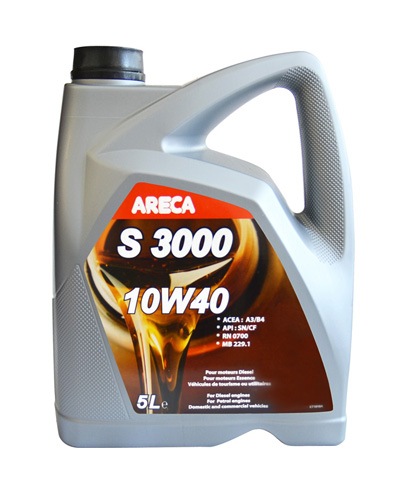 ARECA
S 3000
10W40
* ACEA : A3/B4
* API : SN/CF
* RN 0700
* MB 229.1
Pour moteurs Diesel
Pour moteurs Essence
Véhicules de tourisme ou utilitaires
5L e
For Diesel engines
For Petrol engines
Domestic and commercial vehicles